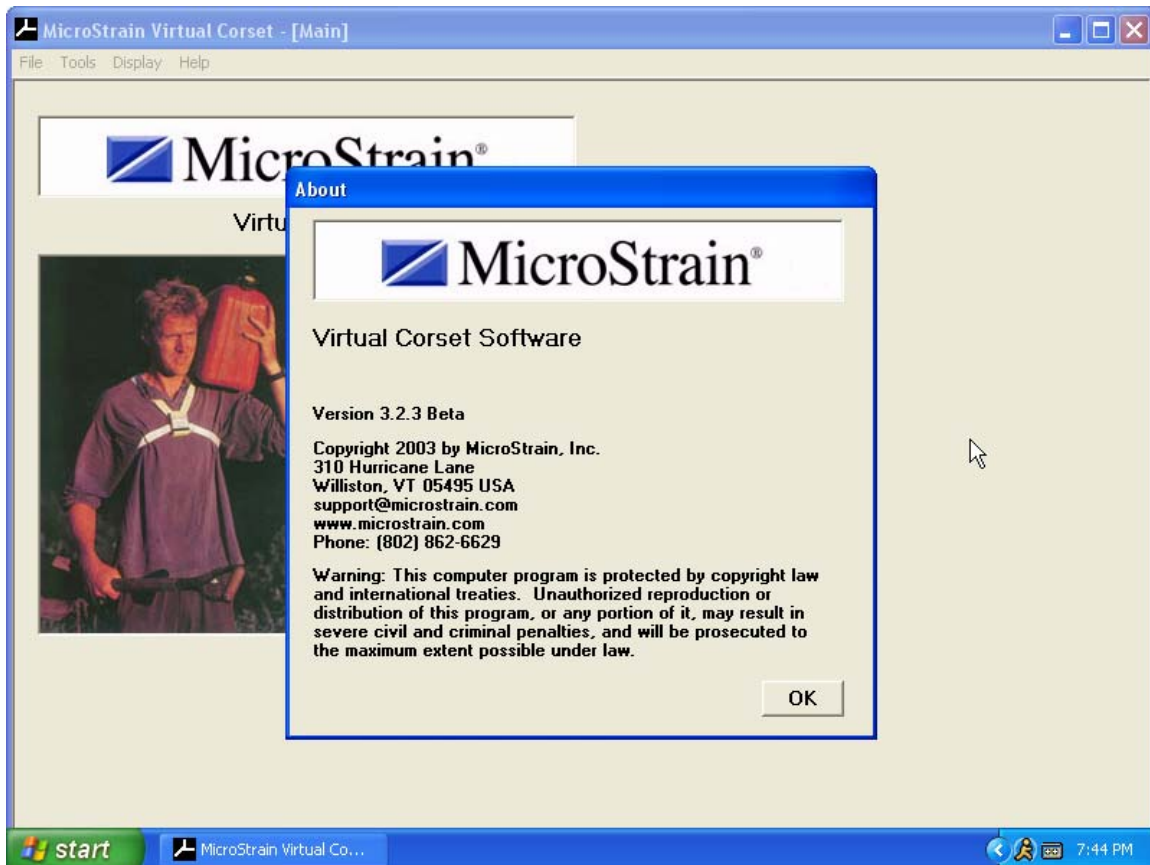 MicroStrain Virtual Corset - [Main]
File Tools Display Help
MicroStrain®
Virtu
About
MicroStrain®
Virtual Corset Software
Version 3.2.3 Beta
Copyright 2003 by MicroStrain, Inc.
310 Hurricane Lane
Williston, VT 05495 USA
support@microstrain.com
www.microstrain.com
Phone: (802) 862-6629
Warning: This computer program is protected by copyright law
and international treaties. Unauthorized reproduction or
distribution of this program, or any portion of it, may result in
severe civil and criminal penalties, and will be prosecuted to
the maximum extent possible under law.
OK
start
MicroStrain Virtual Co...
7:44 PM